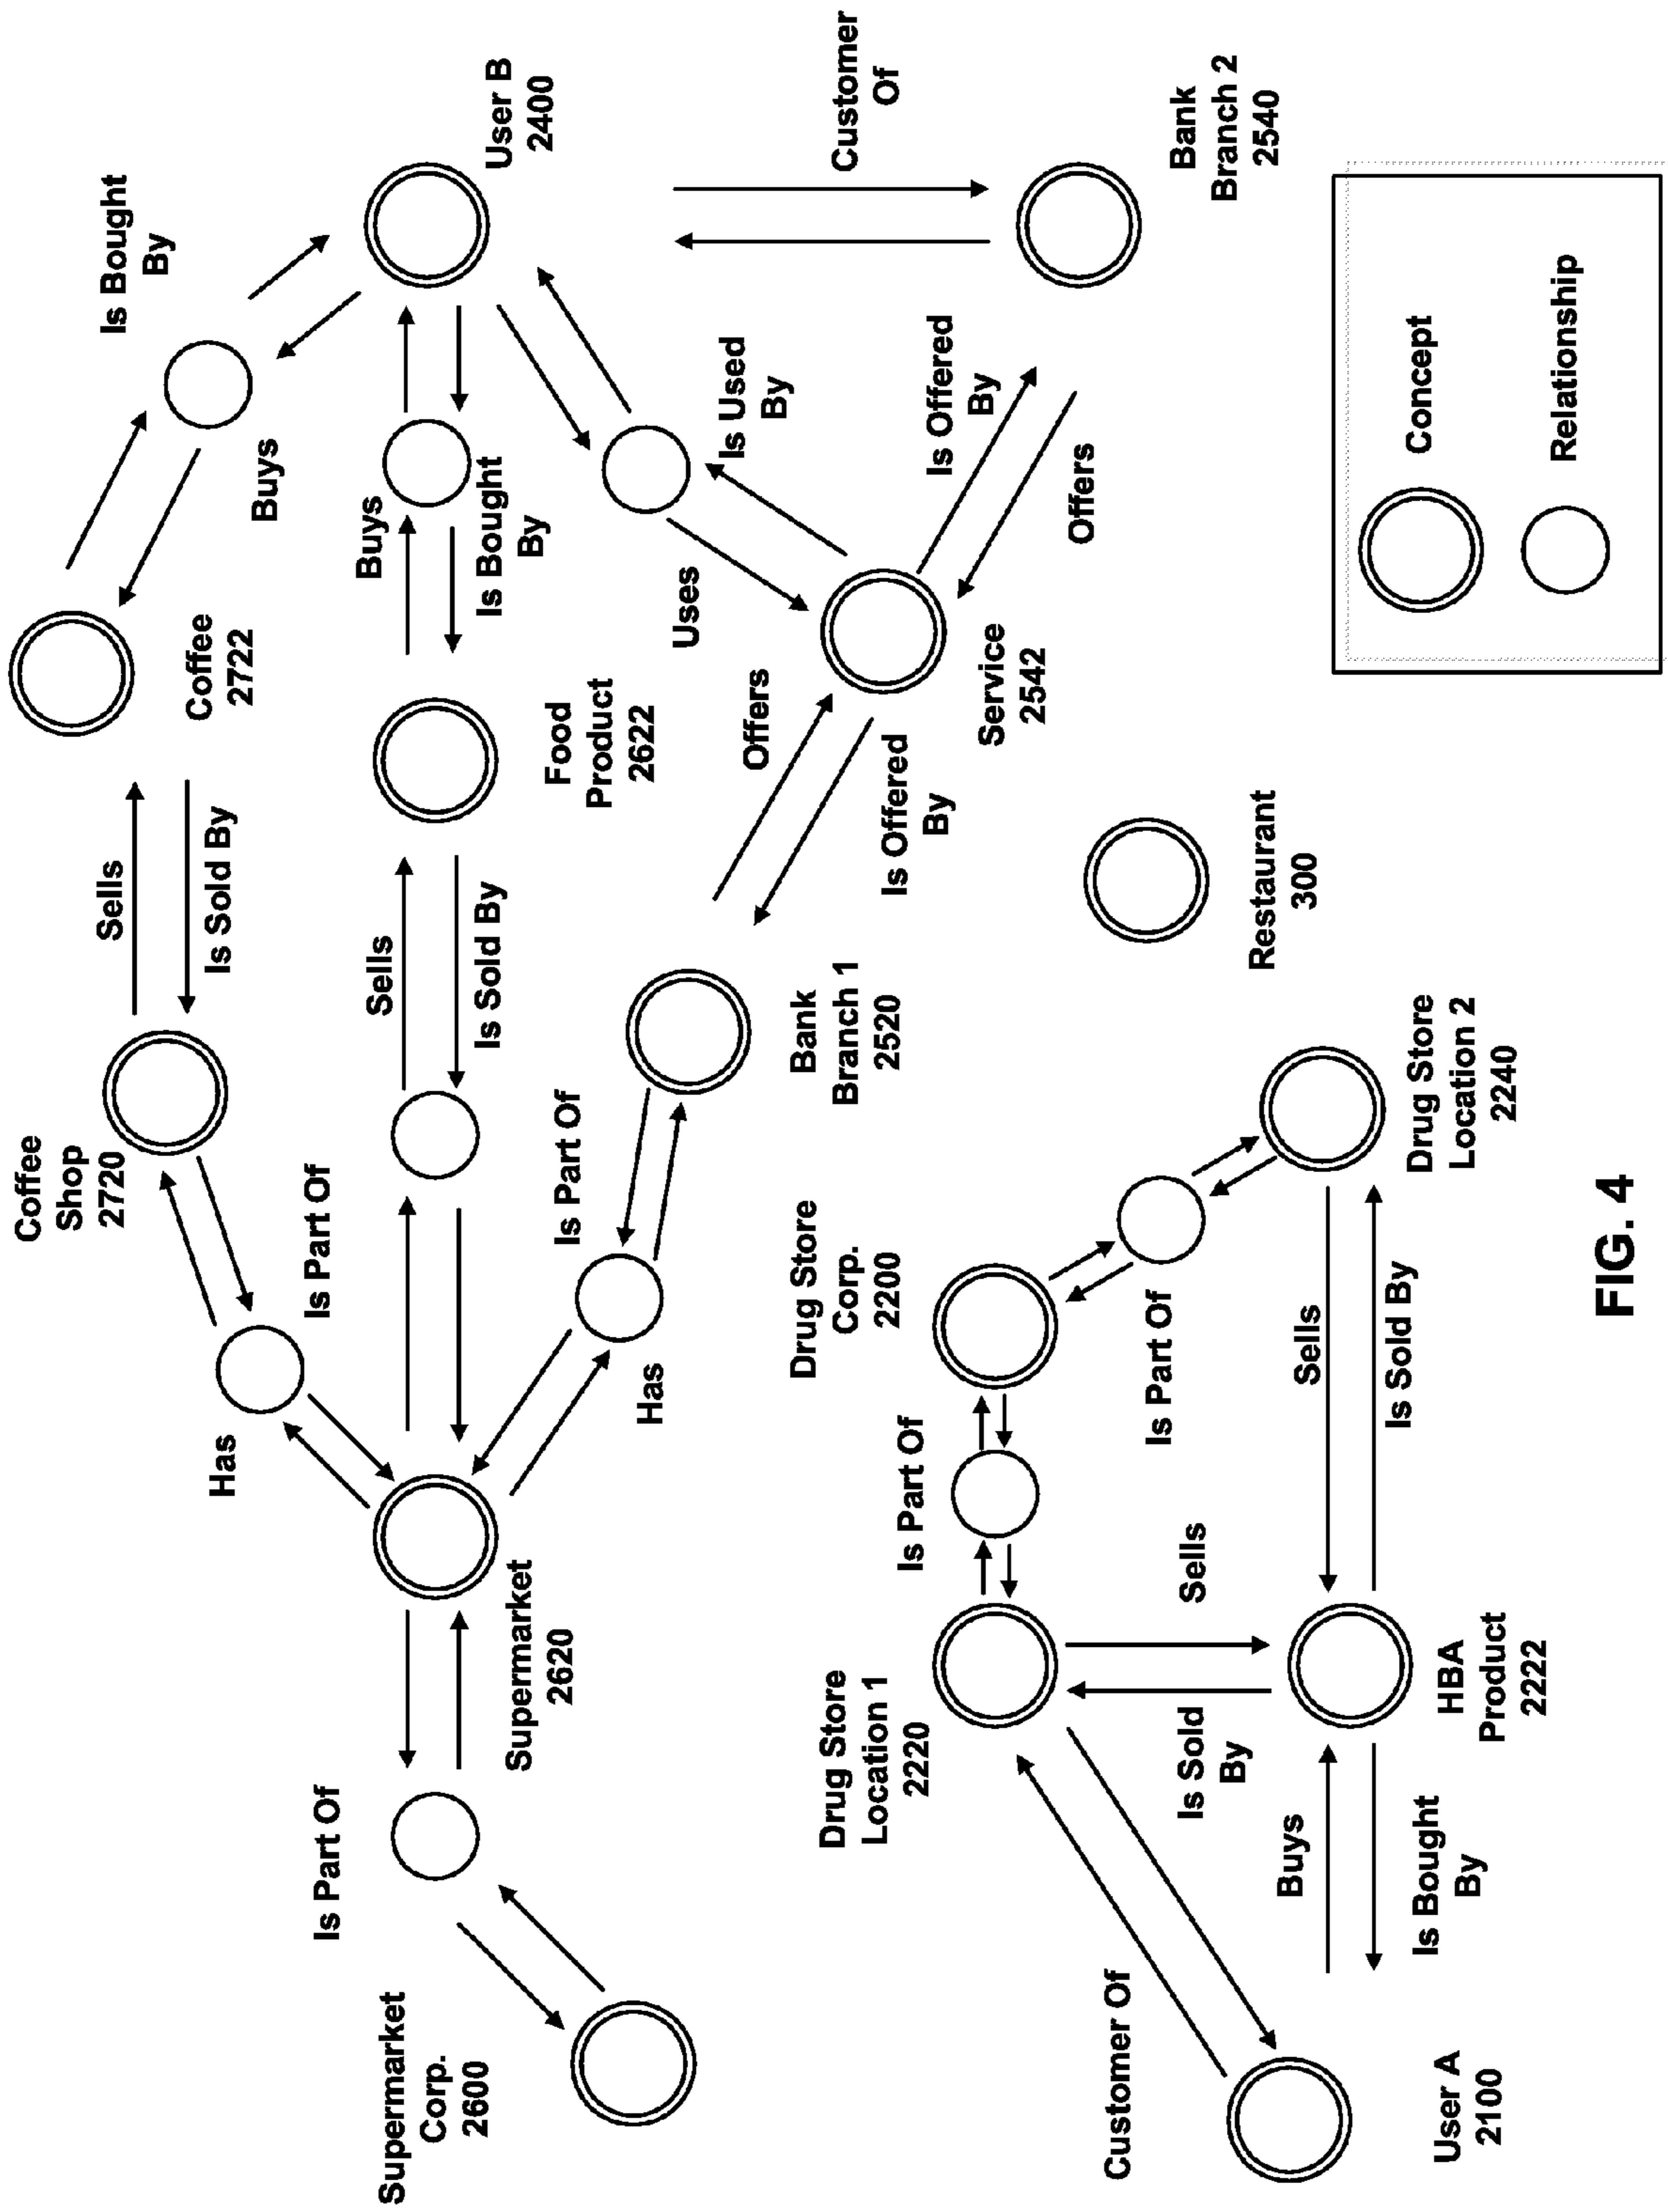 Supermarket
Corp.
2600
Is Part Of
Supermarket
2620
Has
Is Part Of
Coffee
Shop
2720
Sells
Is Sold By
Coffee
2722
Buys
Is Bought
By
Sells
Is Sold By
Food
Product
2622
Buys
Is Bought
By
User B
2400
Has
Is Part Of
Bank
Branch 1
2520
Offers
Is Offered
By
Service
2542
Uses
Is Used
By
Is Offered
By
Offers
Customer
Of
Bank
Branch 2
2540
User A
2100
Customer Of
Drug Store
Location 1
2220
Is Part Of
Drug Store
Corp.
2200
Is Part Of
Drug Store
Location 2
2240
Sells
Is Sold
By
Buys
Is Bought
By
HBA
Product
2222
Sells
Is Sold By
Restaurant
300
Concept
Relationship
FIG. 4